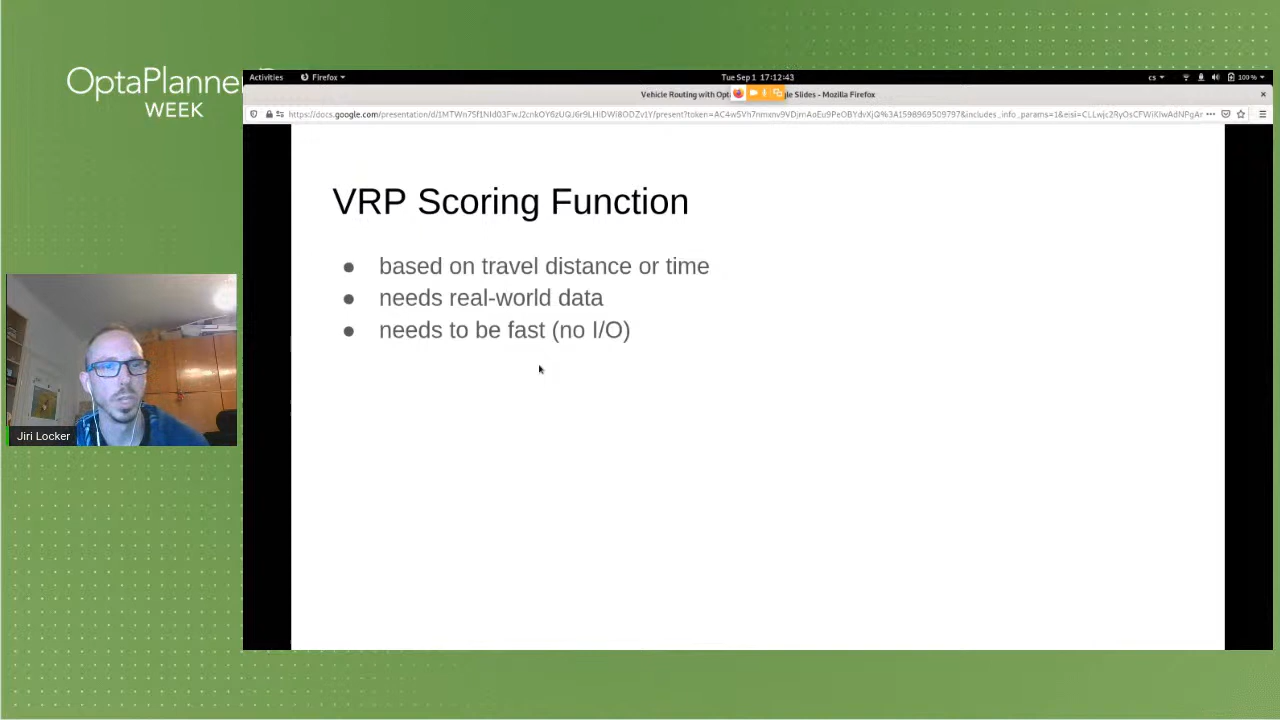 OptaPlanner
WEEK
Activities Firefox Tue Sep 1 17:12:43 cs 100 %
Vehicle Routing with Opt le Slides - Mozilla Firefox
VRP Scoring Function
● based on travel distance or time
● needs real-world data
● needs to be fast (no I/O)
Jiri Locker